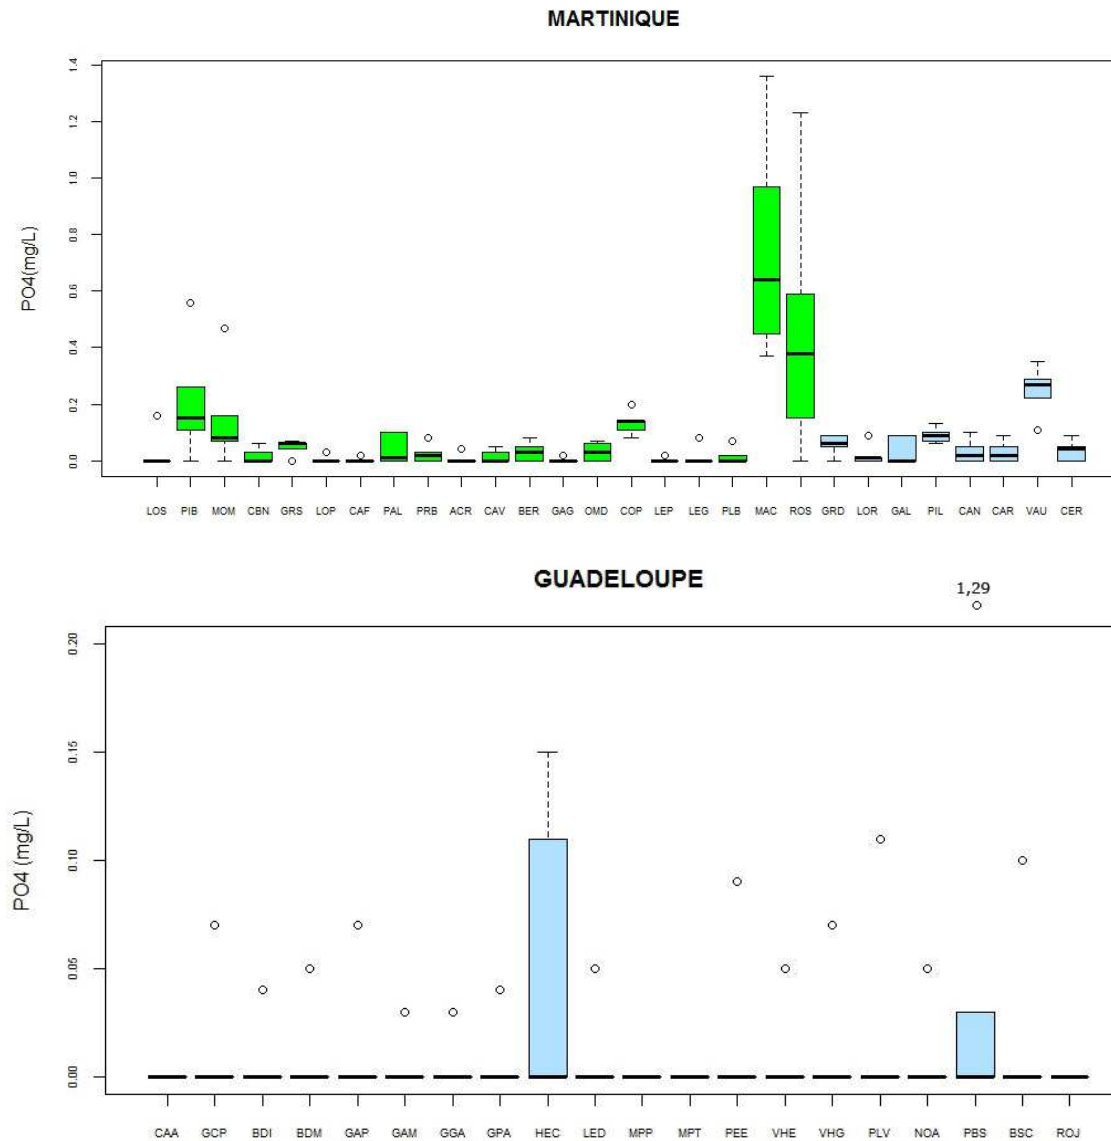 MARTINIQUE
PO4(mg/L)
1.4
1.2
1.0
0.8
0.6
0.4
0.2
0.0
LOS PIB MOM CBN GRS LOP CAF PAL PRB ACR CAV BER GAG OMD COP LEP LEG PLB MAC ROS GRD LOR GAL PIL CAN CAR VAU CER
GUADELOUPE
1,29
PO4 (mg/L)
0.20
0.15
0.10
0.05
0.00
CAA GCP BDI BDM GAP GAM GGA GPA HEC LED MPP MPT PEE VHE VHG PLV NOA PBS BSC ROJ